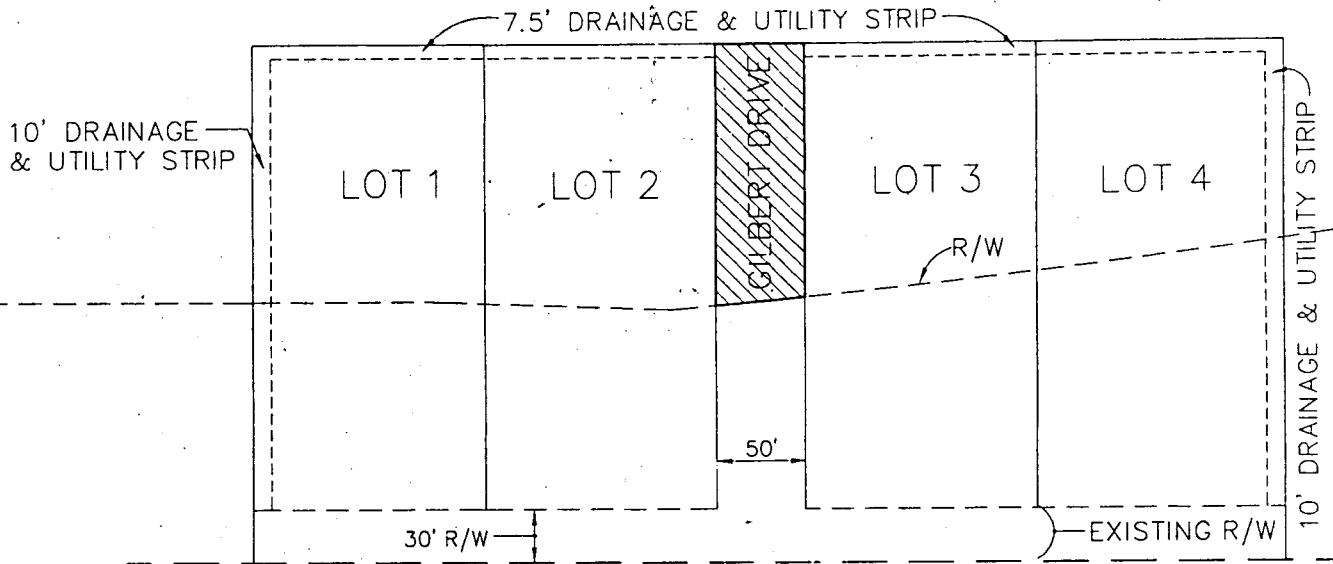 7.5' DRAINAGE & UTILITY STRIP
10' DRAINAGE
& UTILITY STRIP
LOT 1
LOT 2
GILBERT DRIVE
LOT 3
LOT 4
10' DRAINAGE & UTILITY STRIP
R/W
50'
30' R/W
EXISTING R/W